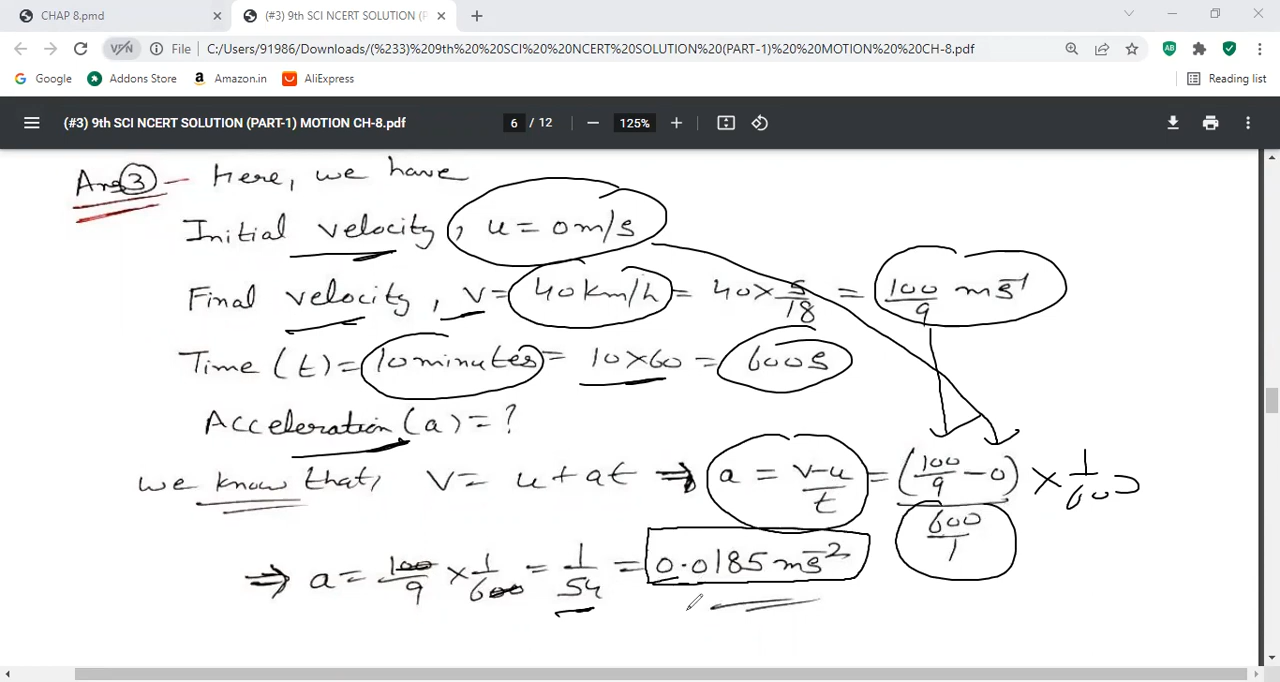 CHAP 8.pmd
(#3) 9th SCI NCERT SOLUTION (P
VPN
File
C:/Users/91986/Downloads/(%233)%209th%20%20SCI%20%20NCERT%20SOLUTION%20(PART-1)%20%20MOTION%20%20CH-8.pdf
AB
Google
Addons Store
Amazon.in
AliExpress
Reading list
(#3) 9th SCI NCERT SOLUTION (PART-1) MOTION CH-8.pdf
6 / 12
125%
Ans 3 - Here, we have
Initial velocity, u = 0 m/s
Final velocity, v = 40 km/h = 40 × 5/18 = 100/9 ms⁻¹
Time (t) = 10 minutes = 10×60 = 600s
Acceleration (a) = ?
we know that, v = u + at ⇒ a = v-u/t = (100/9 - 0)/600/1 × 1/600
⇒ a = 100/9 × 1/600 = 1/54 = 0.0185 ms⁻²